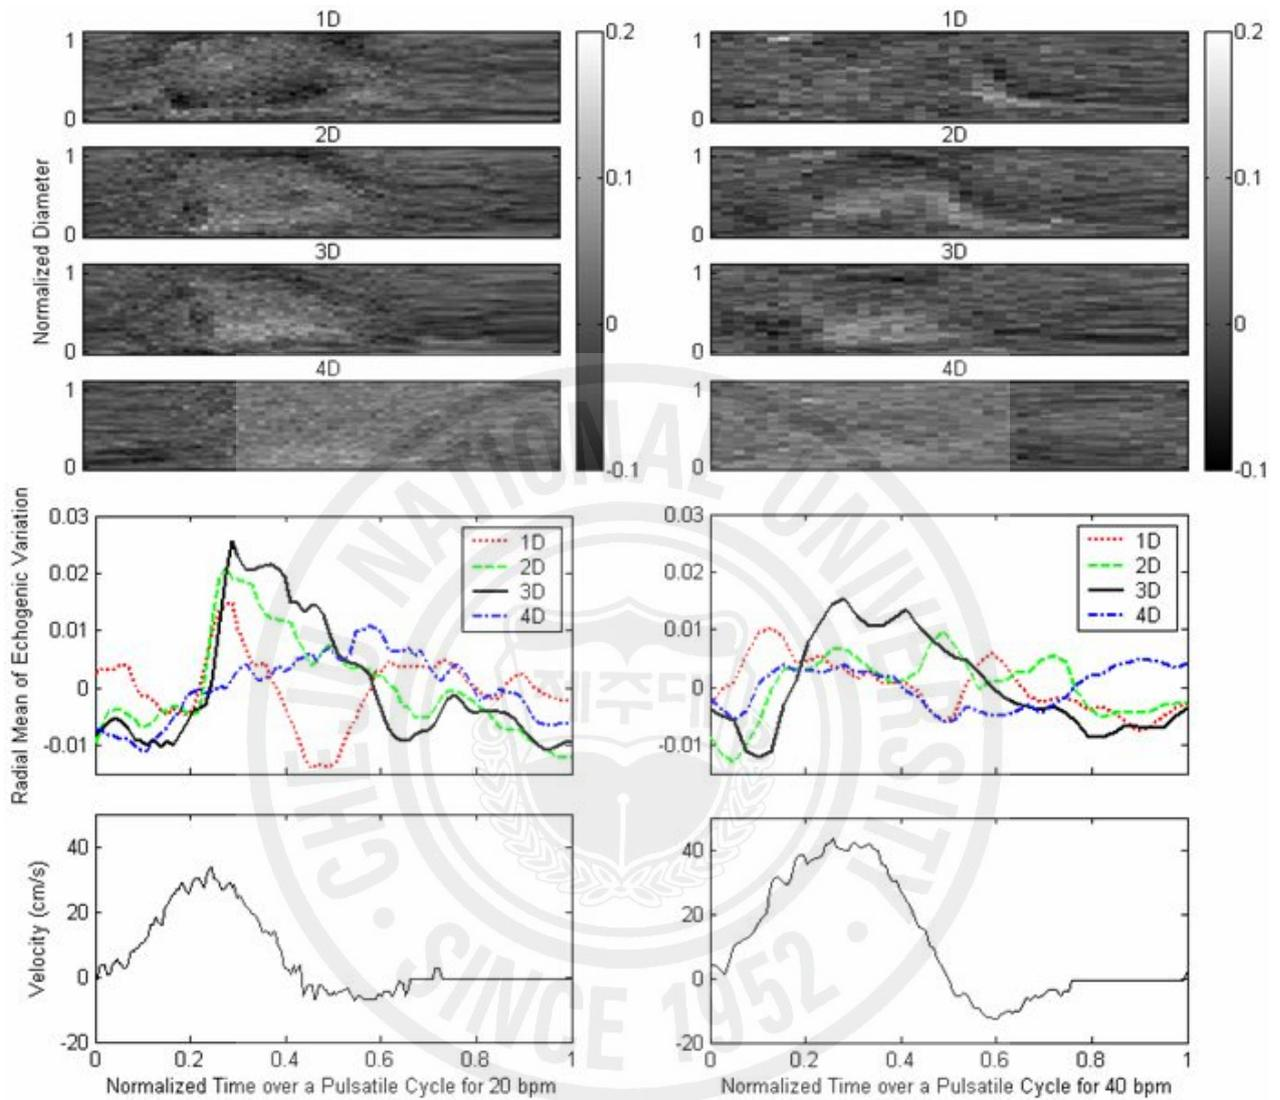 1D
1D
1
0
1
0
0.2
0.1
0
-0.1
0.2
0.1
0
-0.1
2D
2D
1
0
1
0
3D
3D
1
0
1
0
4D
4D
1
0
1
0
Normalized Diameter
Radial Mean of Echogenic Variation
0.03
0.02
0.01
0
-0.01
1D
2D
3D
4D
0.03
0.02
0.01
0
-0.01
1D
2D
3D
4D
Velocity (cm/s)
40
20
0
-20
40
20
0
-20
0 0.2 0.4 0.6 0.8 1
0 0.2 0.4 0.6 0.8 1
Normalized Time over a Pulsatile Cycle for 20 bpm
Normalized Time over a Pulsatile Cycle for 40 bpm
CHEJU NATIONAL UNIVERSITY
제주대
SINCE 1952